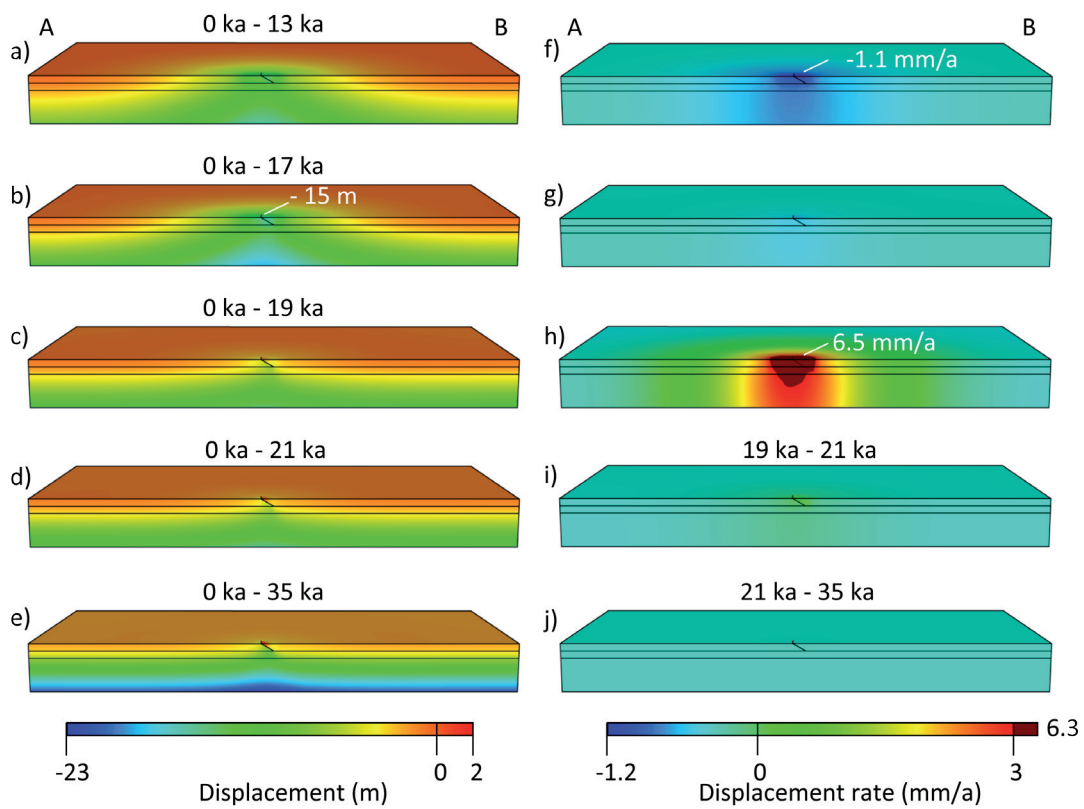 A 0 ka - 13 ka B
a)
0 ka - 17 ka
b) - 15 m
0 ka - 19 ka
c)
0 ka - 21 ka
d)
0 ka - 35 ka
e)
-23 0 2
Displacement (m)
A B
f) -1.1 mm/a
g)
h) 6.5 mm/a
19 ka - 21 ka
i)
21 ka - 35 ka
j)
6.3
-1.2 0 3
Displacement rate (mm/a)